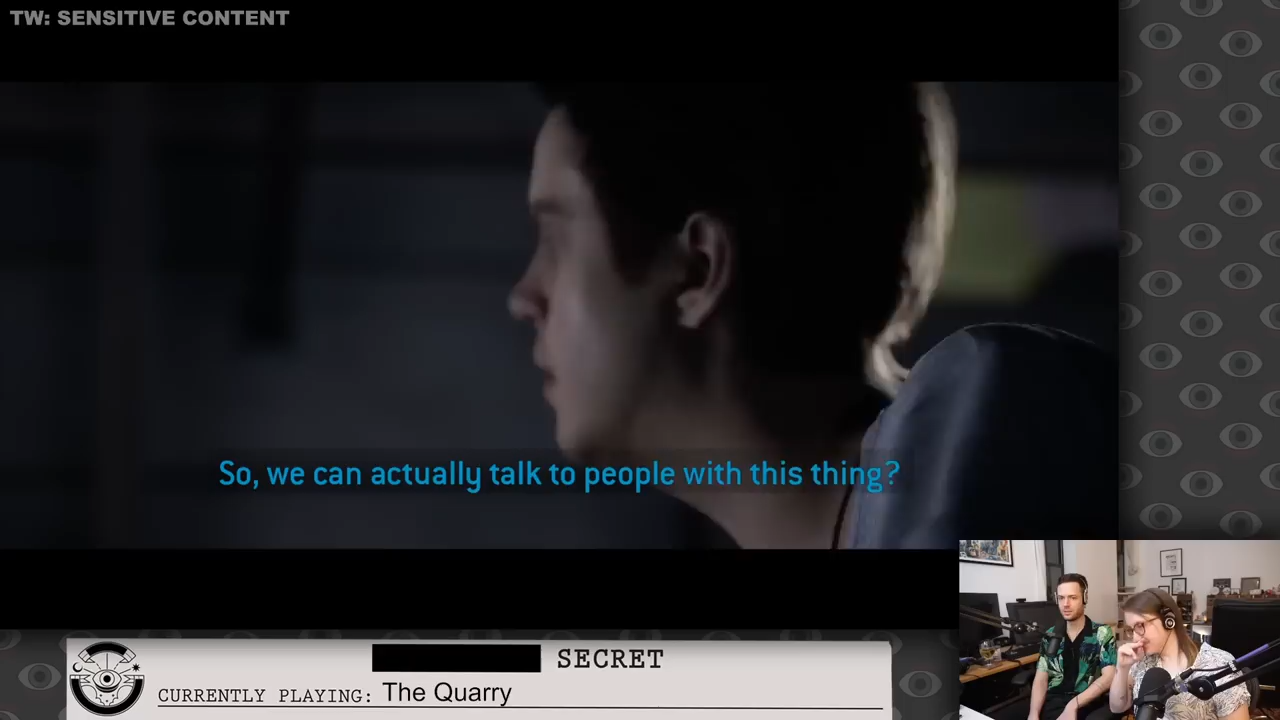 TW: SENSITIVE CONTENT
So, we can actually talk to people with this thing?
SECRET
CURRENTLY PLAYING: The Quarry